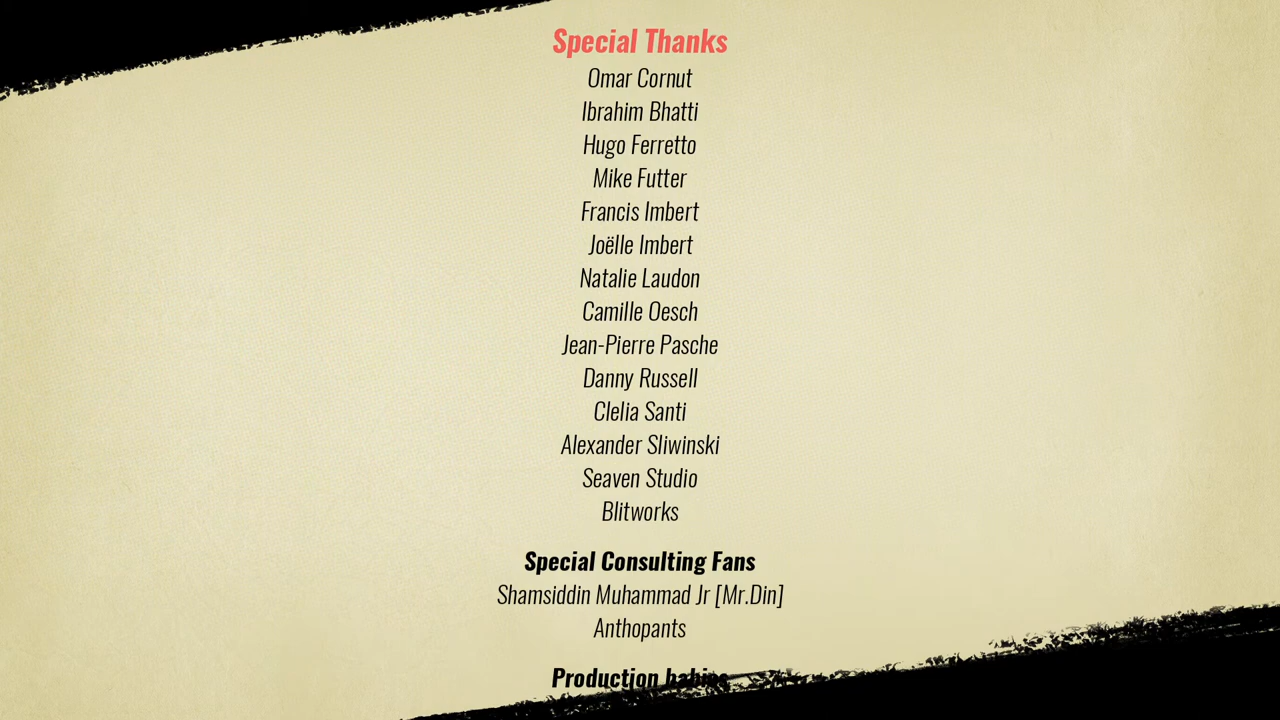 Special Thanks
Omar Cornut
Ibrahim Bhatti
Hugo Ferretto
Mike Futter
Francis Imbert
Joëlle Imbert
Natalie Laudon
Camille Oesch
Jean-Pierre Pasche
Danny Russell
Clelia Santi
Alexander Sliwinski
Seaven Studio
Blitworks
Special Consulting Fans
Shamsiddin Muhammad Jr [Mr.Din]
Anthopants
Production babies